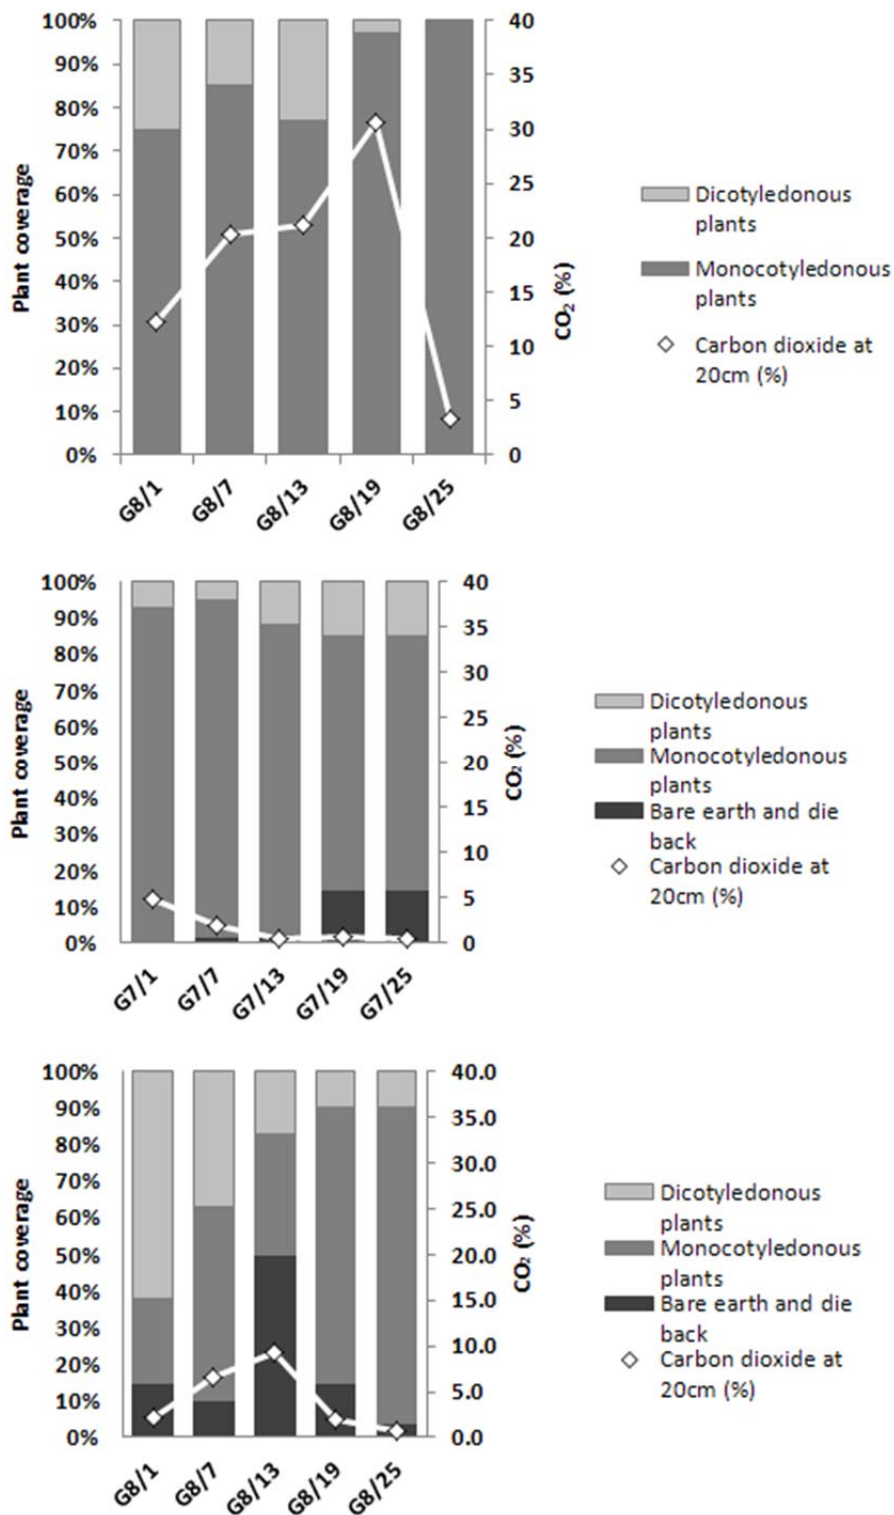 100%
90%
80%
70%
60%
50%
40%
30%
20%
10%
0%
Plant coverage
40
35
30
25
20
15
10
5
0
CO₂ (%)
G8/1
G8/7
G8/13
G8/19
G8/25
Dicotyledonous
plants
Monocotyledonous
plants
Carbon dioxide at
20cm (%)
100%
90%
80%
70%
60%
50%
40%
30%
20%
10%
0%
Plant coverage
40
35
30
25
20
15
10
5
0
CO₂ (%)
G7/1
G7/7
G7/13
G7/19
G7/25
Dicotyledonous
plants
Monocotyledonous
plants
Bare earth and die
back
Carbon dioxide at
20cm (%)
100%
90%
80%
70%
60%
50%
40%
30%
20%
10%
0%
Plant coverage
40.0
35.0
30.0
25.0
20.0
15.0
10.0
5.0
0.0
CO₂ (%)
G8/1
G8/7
G8/13
G8/19
G8/25
Dicotyledonous
plants
Monocotyledonous
plants
Bare earth and die
back
Carbon dioxide at
20cm (%)